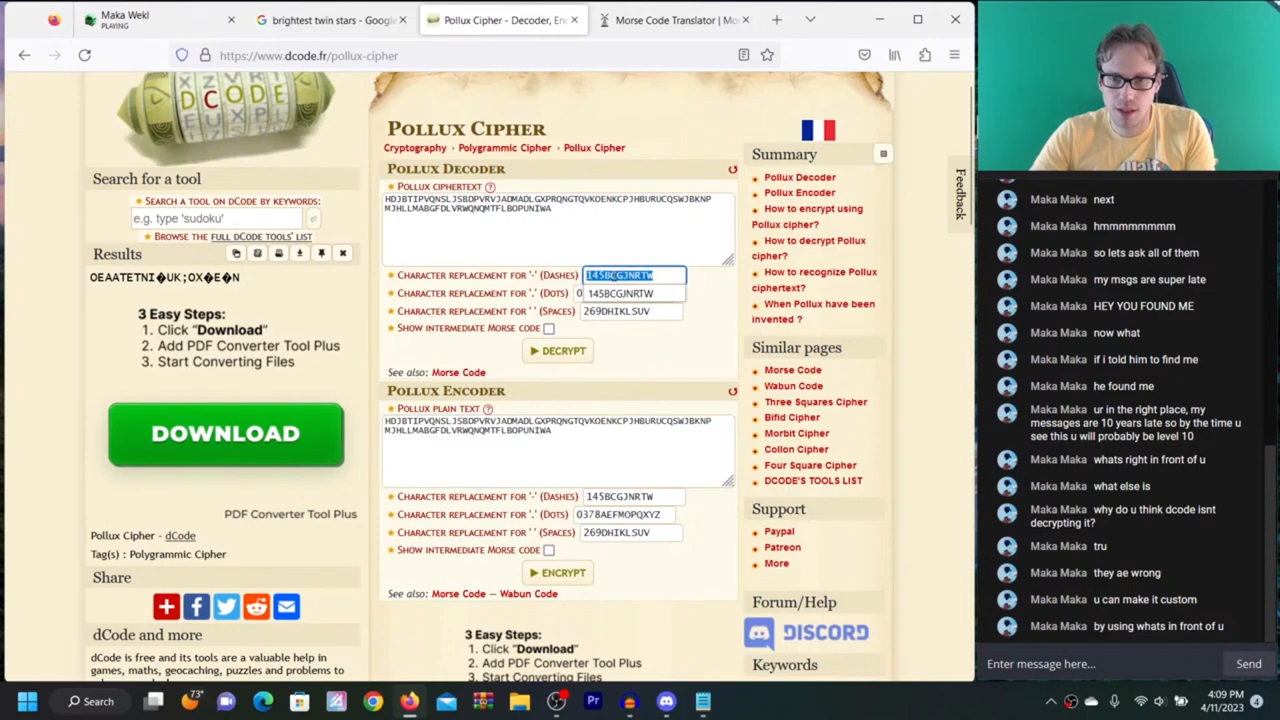 Maka Wekl
PLAYING
brightest twin stars - Google
Pollux Cipher - Decoder, Enc
Morse Code Translator | Mo
https://www.dcode.fr/pollux-cipher
DCODE
Search for a tool
SEARCH A TOOL ON DCODE BY KEYWORDS:
e.g. type 'sudoku'
BROWSE THE FULL DCODE TOOLS' LIST
Results
OEAATETNI�UK;OX�E�N
3 Easy Steps:
1. Click "Download"
2. Add PDF Converter Tool Plus
3. Start Converting Files
DOWNLOAD
PDF Converter Tool Plus
Pollux Cipher - dCode
Tag(s) : Polygrammic Cipher
Share
dCode and more
dCode is free and its tools are a valuable help in
games, maths, geocaching, puzzles and problems to
POLLUX CIPHER
Cryptography › Polygrammic Cipher › Pollux Cipher
POLLUX DECODER
POLLUX CIPHERTEXT ?
HDJBTIPVQNSLJSBDPVRVJADMADLGXPRQNGTQVKOENKCPJHBURUCQSWJBKNP
MJHLLMABGFDLVRWQNQMTFLBOPUNIWA
CHARACTER REPLACEMENT FOR '-' (DASHES) 145BCGJNRTW
CHARACTER REPLACEMENT FOR '.' (DOTS) 0
145BCGJNRTW
CHARACTER REPLACEMENT FOR ' ' (SPACES) 269DHIKLSUV
SHOW INTERMEDIATE MORSE CODE
DECRYPT
See also: Morse Code
POLLUX ENCODER
POLLUX PLAIN TEXT ?
HDJBTIPVQNSLJSBDPVRVJADMADLGXPRQNGTQVKOENKCPJHBURUCQSWJBKNP
MJHLLMABGFDLVRWQNQMTFLBOPUNIWA
CHARACTER REPLACEMENT FOR '-' (DASHES) 145BCGJNRTW
CHARACTER REPLACEMENT FOR '.' (DOTS) 0378AEFMOPQXYZ
CHARACTER REPLACEMENT FOR ' ' (SPACES) 269DHIKLSUV
SHOW INTERMEDIATE MORSE CODE
ENCRYPT
See also: Morse Code — Wabun Code
3 Easy Steps:
1. Click "Download"
2. Add PDF Converter Tool Plus
Summary
Pollux Decoder
Pollux Encoder
How to encrypt using
Pollux cipher?
How to decrypt Pollux
cipher?
How to recognize Pollux
ciphertext?
When Pollux have been
invented ?
Similar pages
Morse Code
Wabun Code
Three Squares Cipher
Bifid Cipher
Morbit Cipher
Collon Cipher
Four Square Cipher
DCODE'S TOOLS LIST
Support
Paypal
Patreon
More
Forum/Help
DISCORD
Keywords
Feedback
Maka Maka next
Maka Maka hmmmmmmmm
Maka Maka so lets ask all of them
Maka Maka my msgs are super late
Maka Maka HEY YOU FOUND ME
Maka Maka now what
Maka Maka if i told him to find me
Maka Maka he found me
Maka Maka ur in the right place, my
messages are 10 years late so by the time u
see this u will probably be level 10
Maka Maka whats right in front of u
Maka Maka what else is
Maka Maka why do u think dcode isnt
decrypting it?
Maka Maka tru
Maka Maka they ae wrong
Maka Maka u can make it custom
Maka Maka by using whats in front of u
Enter message here...
Send
Search
73°
Pr
4:09 PM
4/11/2023
4